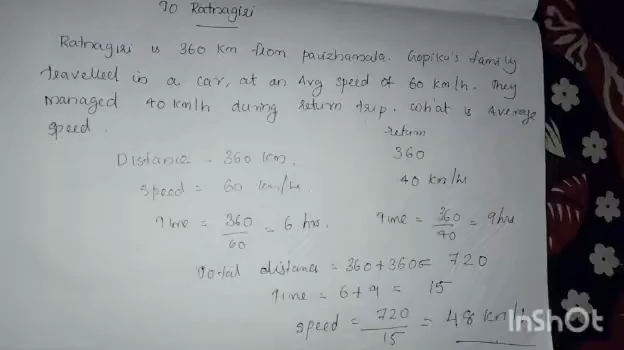 To Ratnagiri
Ratnagiri is 360 km from pavizhamala. Gopika's family
travelled in a car, at an Avg speed of 60 km/h. They
managed 40 km/h during return trip. What is Average
speed.
return
Distance = 360 km.
360
speed = 60 km/hr.
40 km/hr
Time = 360/60 = 6 hrs.
Time = 360/40 = 9hrs
Total distance = 360+360= 720
Time = 6+9 = 15
speed = 720/15 = 48 km/
InShOt